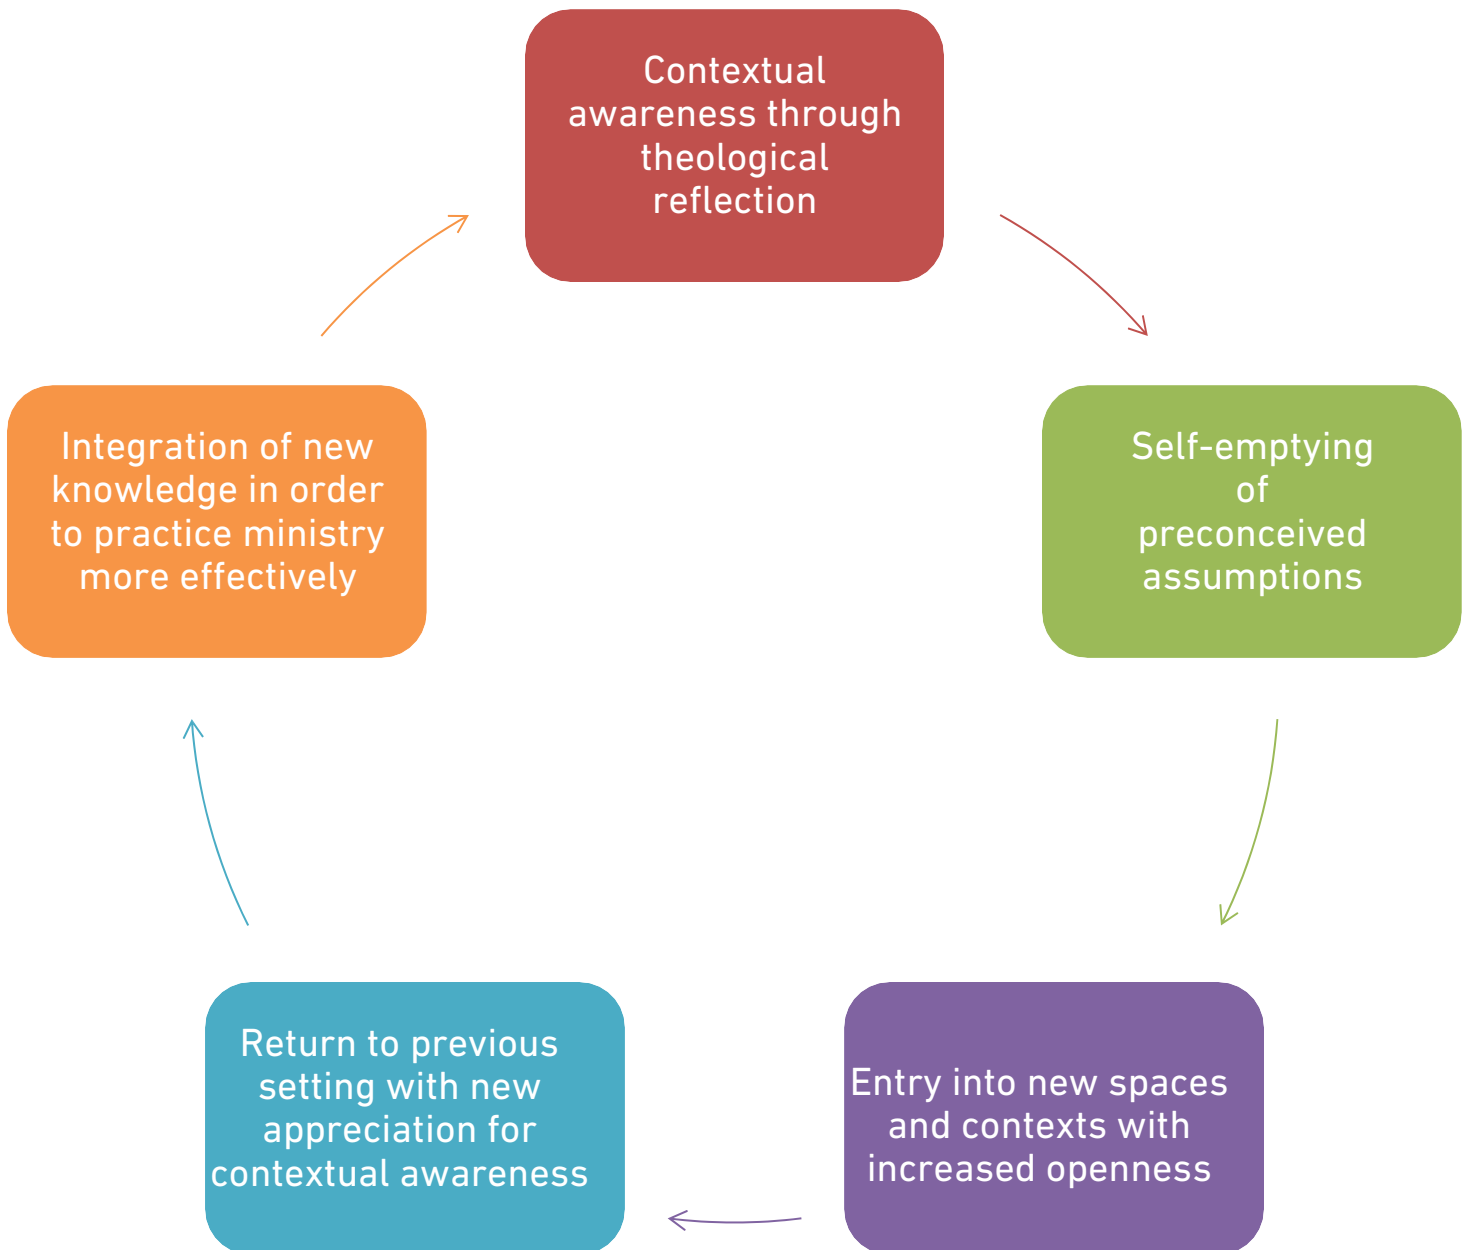 Contextual
awareness through
theological
reflection
Self-emptying
of
preconceived
assumptions
Entry into new spaces
and contexts with
increased openness
Return to previous
setting with new
appreciation for
contextual awareness
Integration of new
knowledge in order
to practice ministry
more effectively